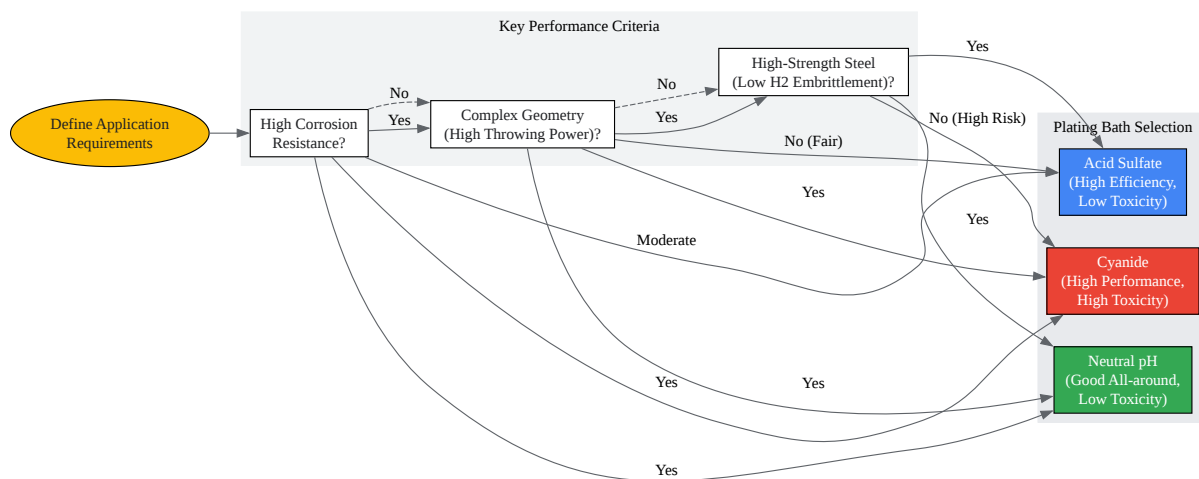 Key Performance Criteria
Define Application
Requirements
High Corrosion
Resistance?
No
Yes
Complex Geometry
(High Throwing Power)?
No
Yes
High-Strength Steel
(Low H2 Embrittlement)?
Yes
No (High Risk)
No (Fair)
Yes
Yes
Moderate
Yes
Yes
Yes
Plating Bath Selection
Acid Sulfate
(High Efficiency,
Low Toxicity)
Cyanide
(High Performance,
High Toxicity)
Neutral pH
(Good All-around,
Low Toxicity)